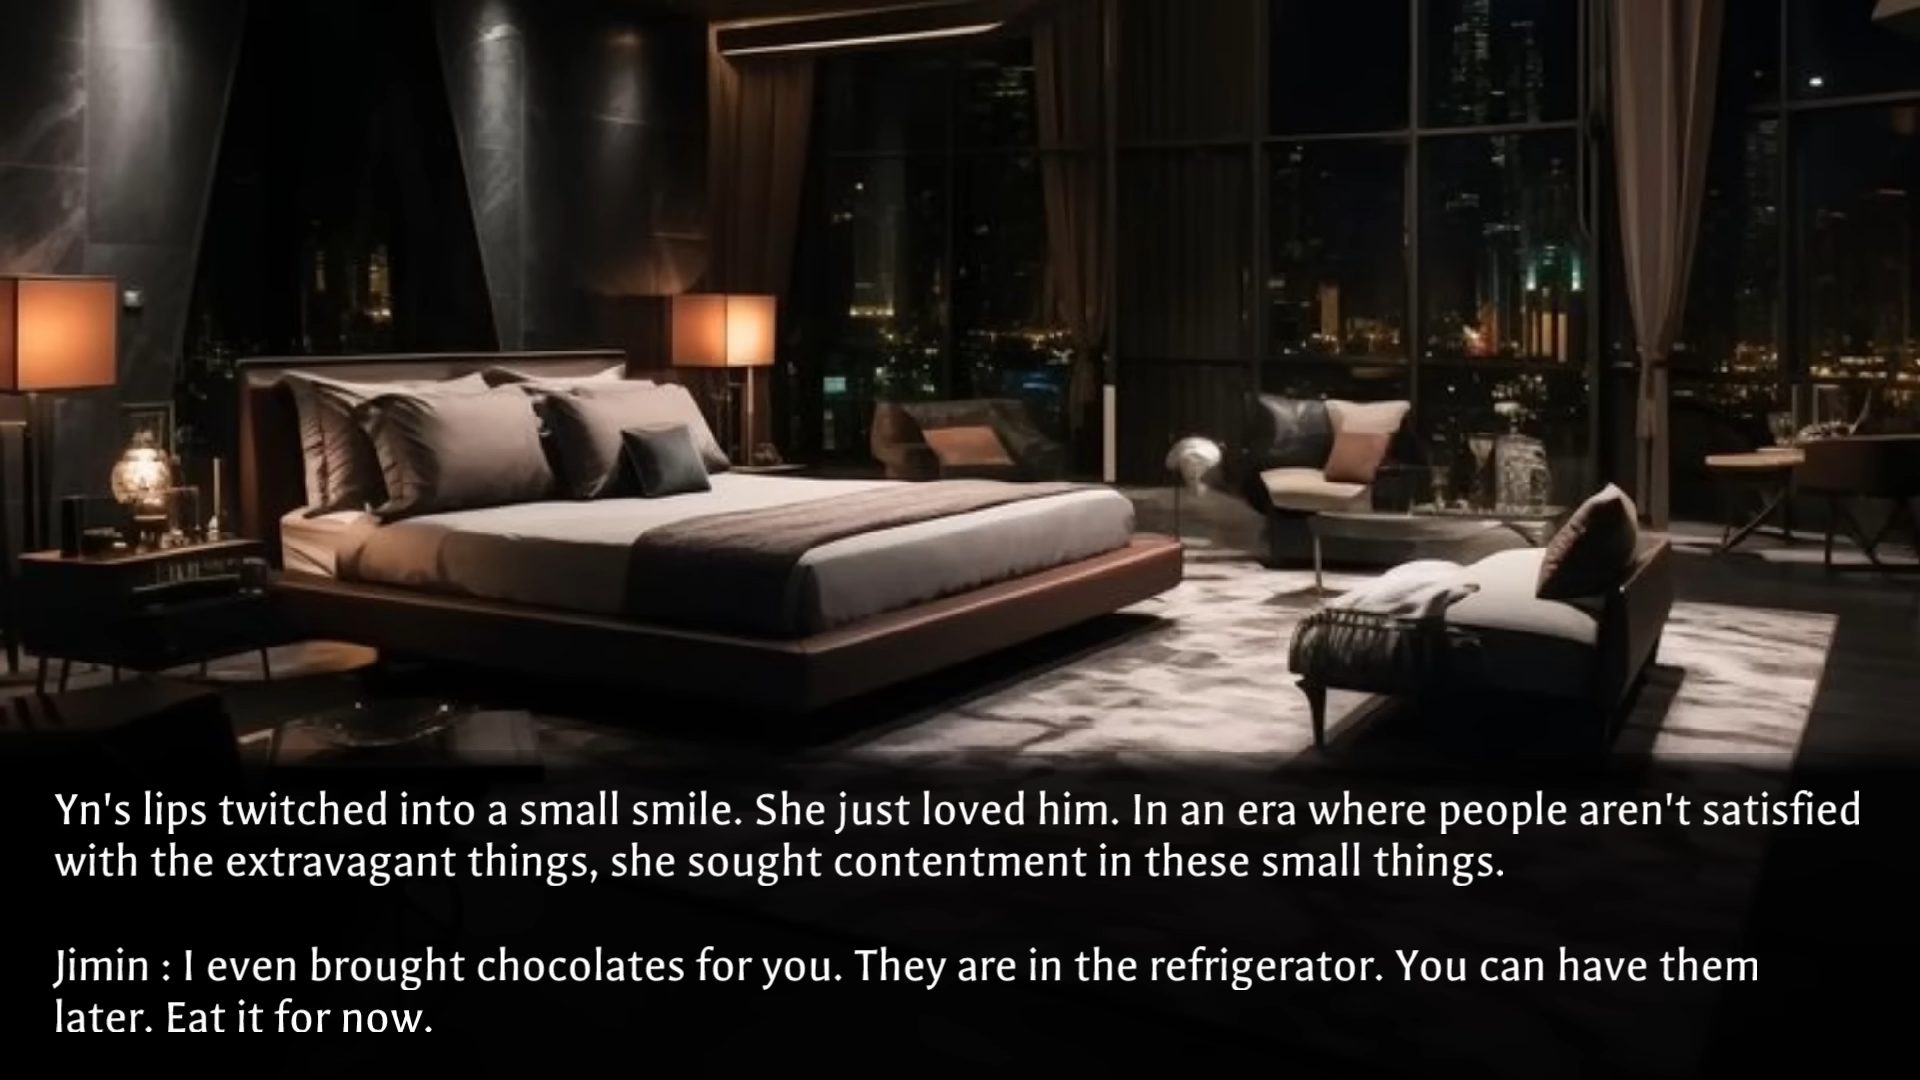 Yn's lips twitched into a small smile. She just loved him. In an era where people aren't satisfied
with the extravagant things, she sought contentment in these small things.
Jimin : I even brought chocolates for you. They are in the refrigerator. You can have them
later. Eat it for now.